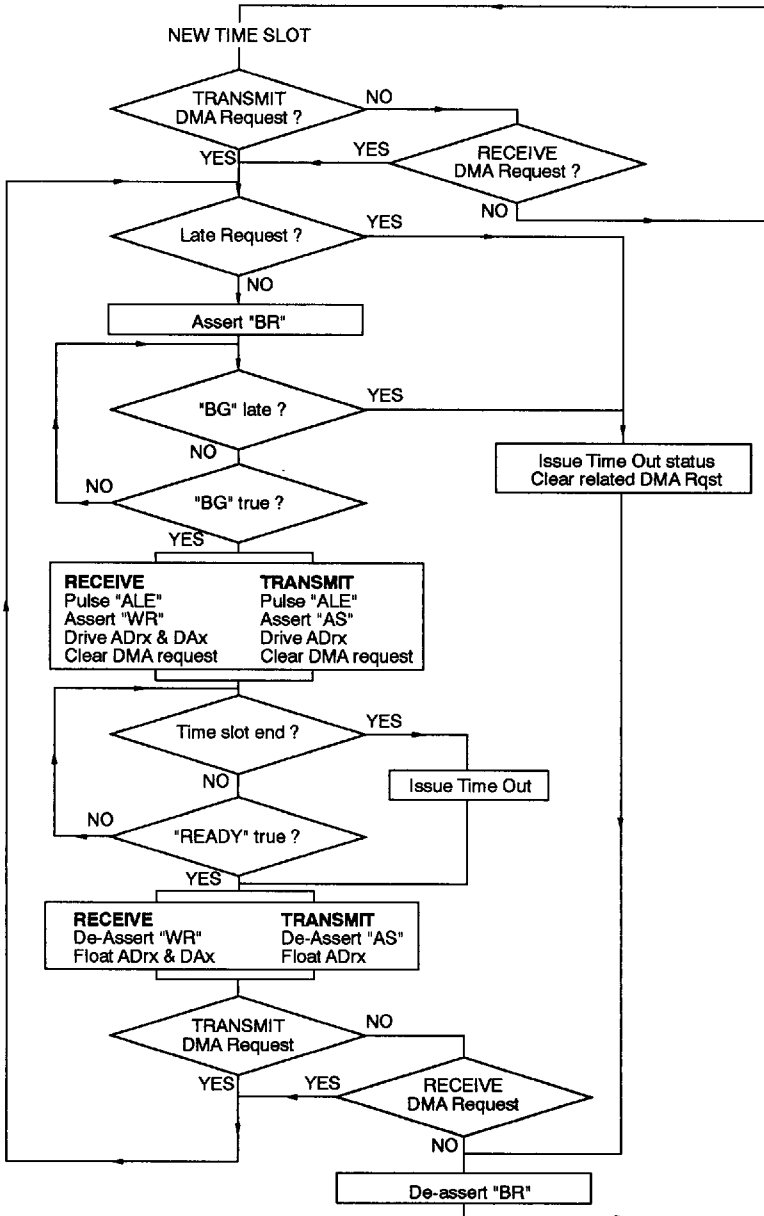 NEW TIME SLOT
TRANSMIT
DMA Request ?
NO
YES
YES
RECEIVE
DMA Request ?
NO
Late Request ?
YES
NO
Assert "BR"
"BG" late ?
YES
NO
Issue Time Out status
Clear related DMA Rqst
NO
"BG" true ?
YES
RECEIVE TRANSMIT
Pulse "ALE" Pulse "ALE"
Assert "WR" Assert "AS"
Drive ADrx & DAx Drive ADrx
Clear DMA request Clear DMA request
Time slot end ?
YES
NO
Issue Time Out
NO
"READY" true ?
YES
RECEIVE TRANSMIT
De-Assert "WR" De-Assert "AS"
Float ADrx & DAx Float ADrx
TRANSMIT
DMA Request
NO
YES
YES
RECEIVE
DMA Request
NO
De-assert "BR"